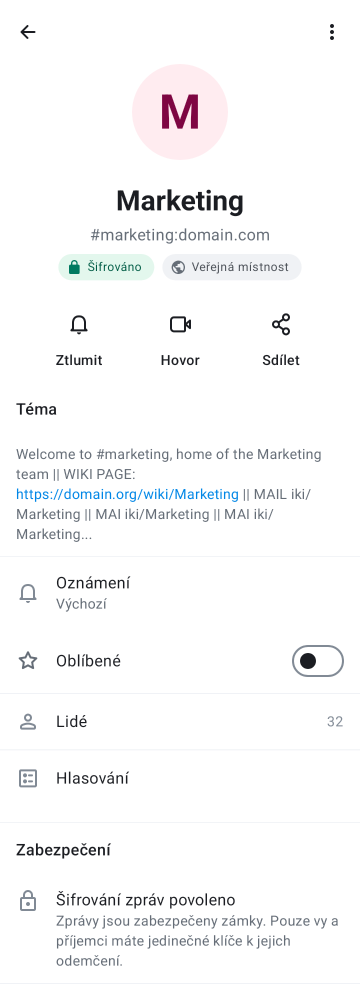 M
Marketing
#marketing:domain.com
Šifrováno
Veřejná místnost
Ztlumit
Hovor
Sdílet
Téma
Welcome to #marketing, home of the Marketing
team || WIKI PAGE:
https://domain.org/wiki/Marketing || MAIL iki/
Marketing || MAI iki/Marketing || MAI iki/
Marketing...
Oznámení
Výchozí
Oblíbené
Lidé
32
Hlasování
Zabezpečení
Šifrování zpráv povoleno
Zprávy jsou zabezpečeny zámky. Pouze vy a
příjemci máte jedinečné klíče k jejich
odemčení.